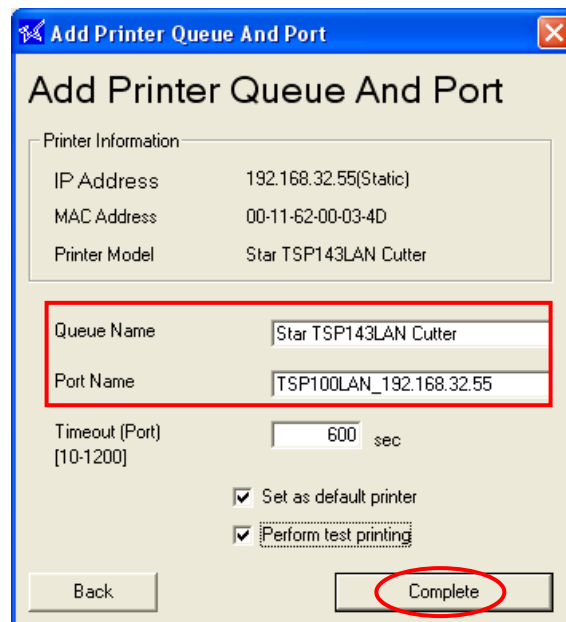 Add Printer Queue And Port
Add Printer Queue And Port
Printer Information
IP Address 192.168.32.55(Static)
MAC Address 00-11-62-00-03-4D
Printer Model Star TSP143LAN Cutter
Queue Name Star TSP143LAN Cutter
Port Name TSP100LAN_192.168.32.55
Timeout (Port) 600 sec
[10-1200]
Set as default printer
Perform test printing
Back Complete